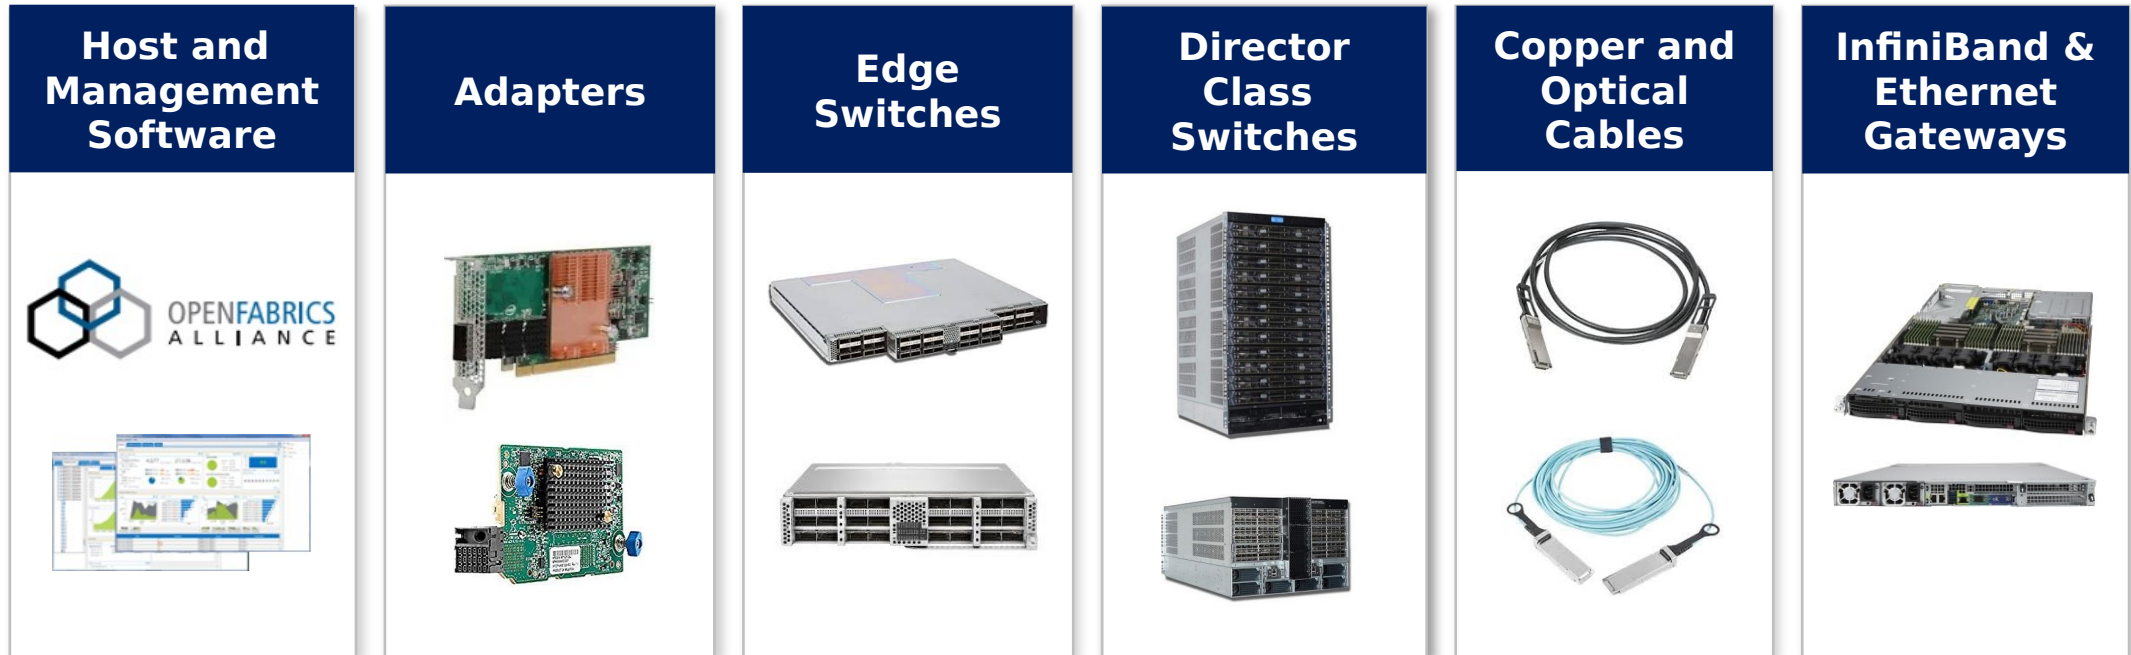 Host and
Management
Software
Adapters
Edge
Switches
Director
Class
Switches
Copper and
Optical
Cables
InfiniBand &
Ethernet
Gateways
OPENFABRICS
ALLIANCE